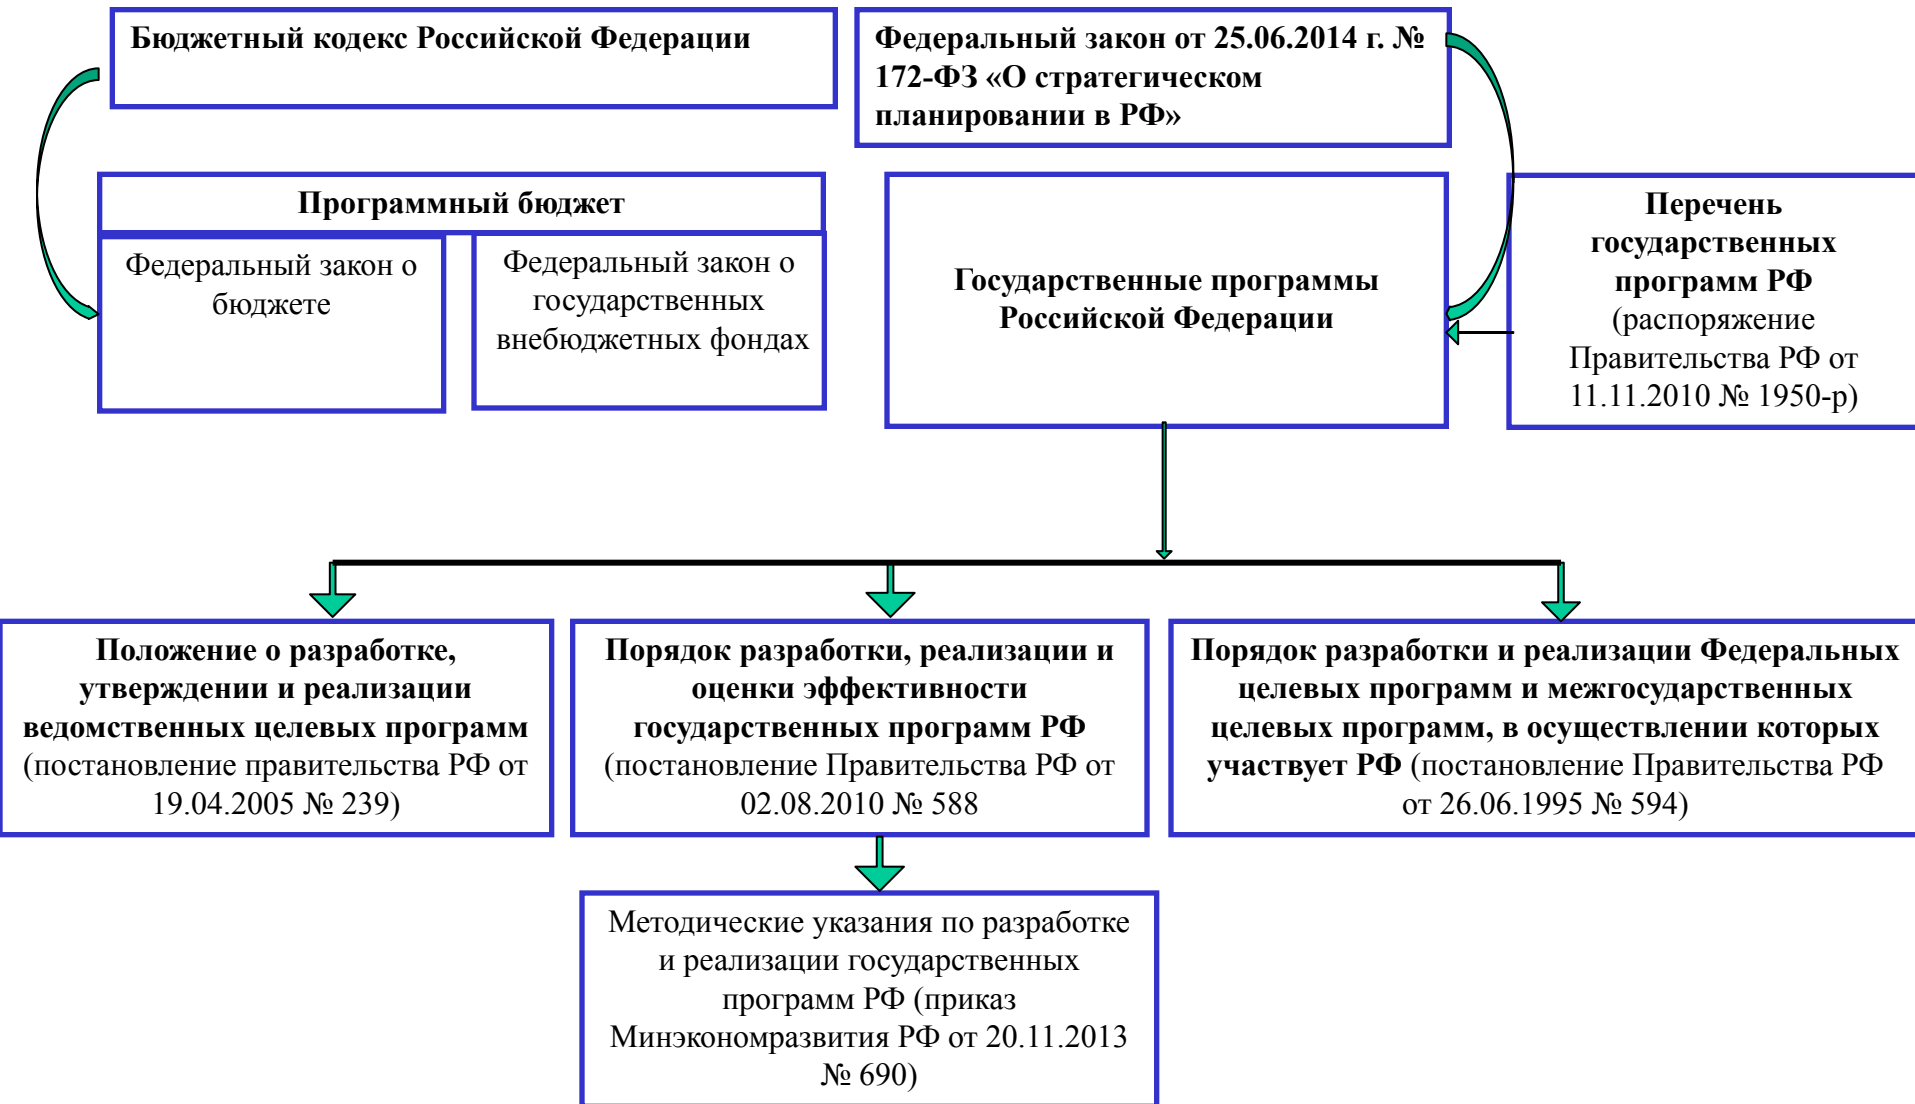 Бюджетный кодекс Российской Федерации
Федеральный закон от 25.06.2014 г. №
172-ФЗ «О стратегическом
планировании в РФ»
Программный бюджет
Федеральный закон о
бюджете
Федеральный закон о
государственных
внебюджетных фондах
Государственные программы
Российской Федерации
Перечень
государственных
программ РФ
(распоряжение
Правительства РФ от
11.11.2010 № 1950-р)
Положение о разработке,
утверждении и реализации
ведомственных целевых программ
(постановление правительства РФ от
19.04.2005 № 239)
Порядок разработки, реализации и
оценки эффективности
государственных программ РФ
(постановление Правительства РФ от
02.08.2010 № 588
Порядок разработки и реализации Федеральных
целевых программ и межгосударственных
целевых программ, в осуществлении которых
участвует РФ (постановление Правительства РФ
от 26.06.1995 № 594)
Методические указания по разработке
и реализации государственных
программ РФ (приказ
Минэкономразвития РФ от 20.11.2013
№ 690)